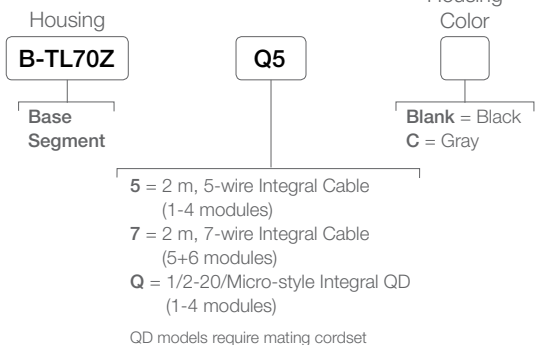 Housing
Housing
Color
B-TL70Z
Q5
Base
Segment
Blank = Black
C = Gray
5 = 2 m, 5-wire Integral Cable
(1-4 modules)
7 = 2 m, 7-wire Integral Cable
(5+6 modules)
Q = 1/2-20/Micro-style Integral QD
(1-4 modules)
QD models require mating cordset